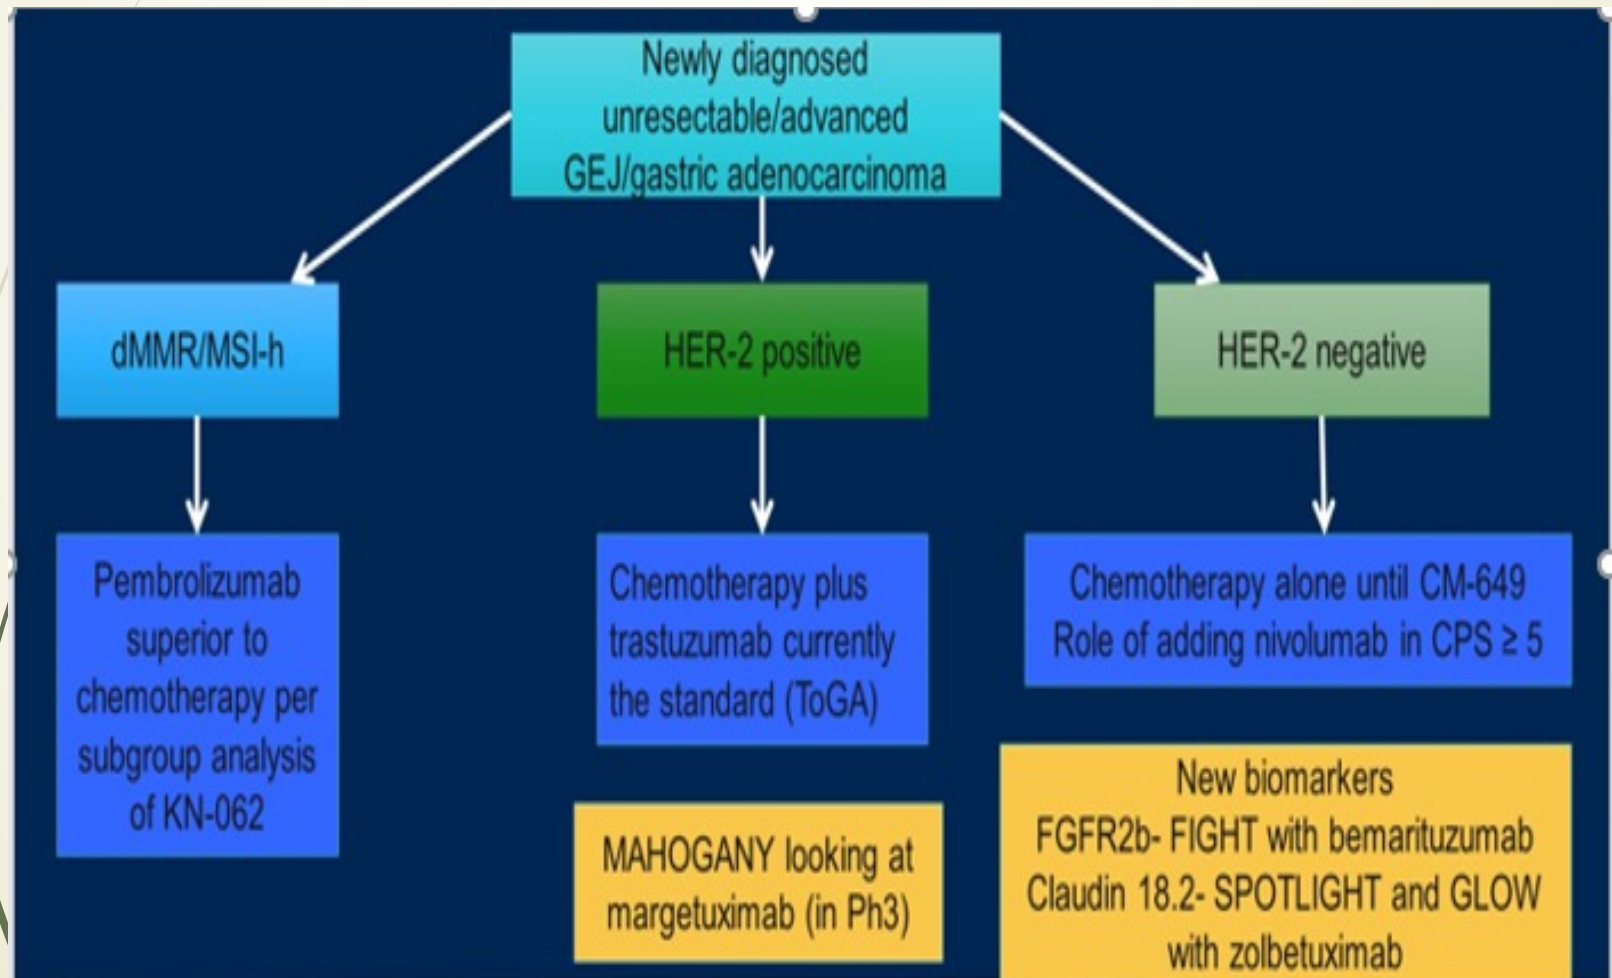 Newly diagnosed
unresectable/advanced
GEJ/gastric adenocarcinoma
dMMR/MSI-h
HER-2 positive
HER-2 negative
Pembrolizumab
superior to
chemotherapy per
subgroup analysis
of KN-062
Chemotherapy plus
trastuzumab currently
the standard (ToGA)
Chemotherapy alone until CM-649
Role of adding nivolumab in CPS ≥ 5
MAHOGANY looking at
margetuximab (in Ph3)
New biomarkers
FGFR2b- FIGHT with bemarituzumab
Claudin 18.2- SPOTLIGHT and GLOW
with zolbetuximab